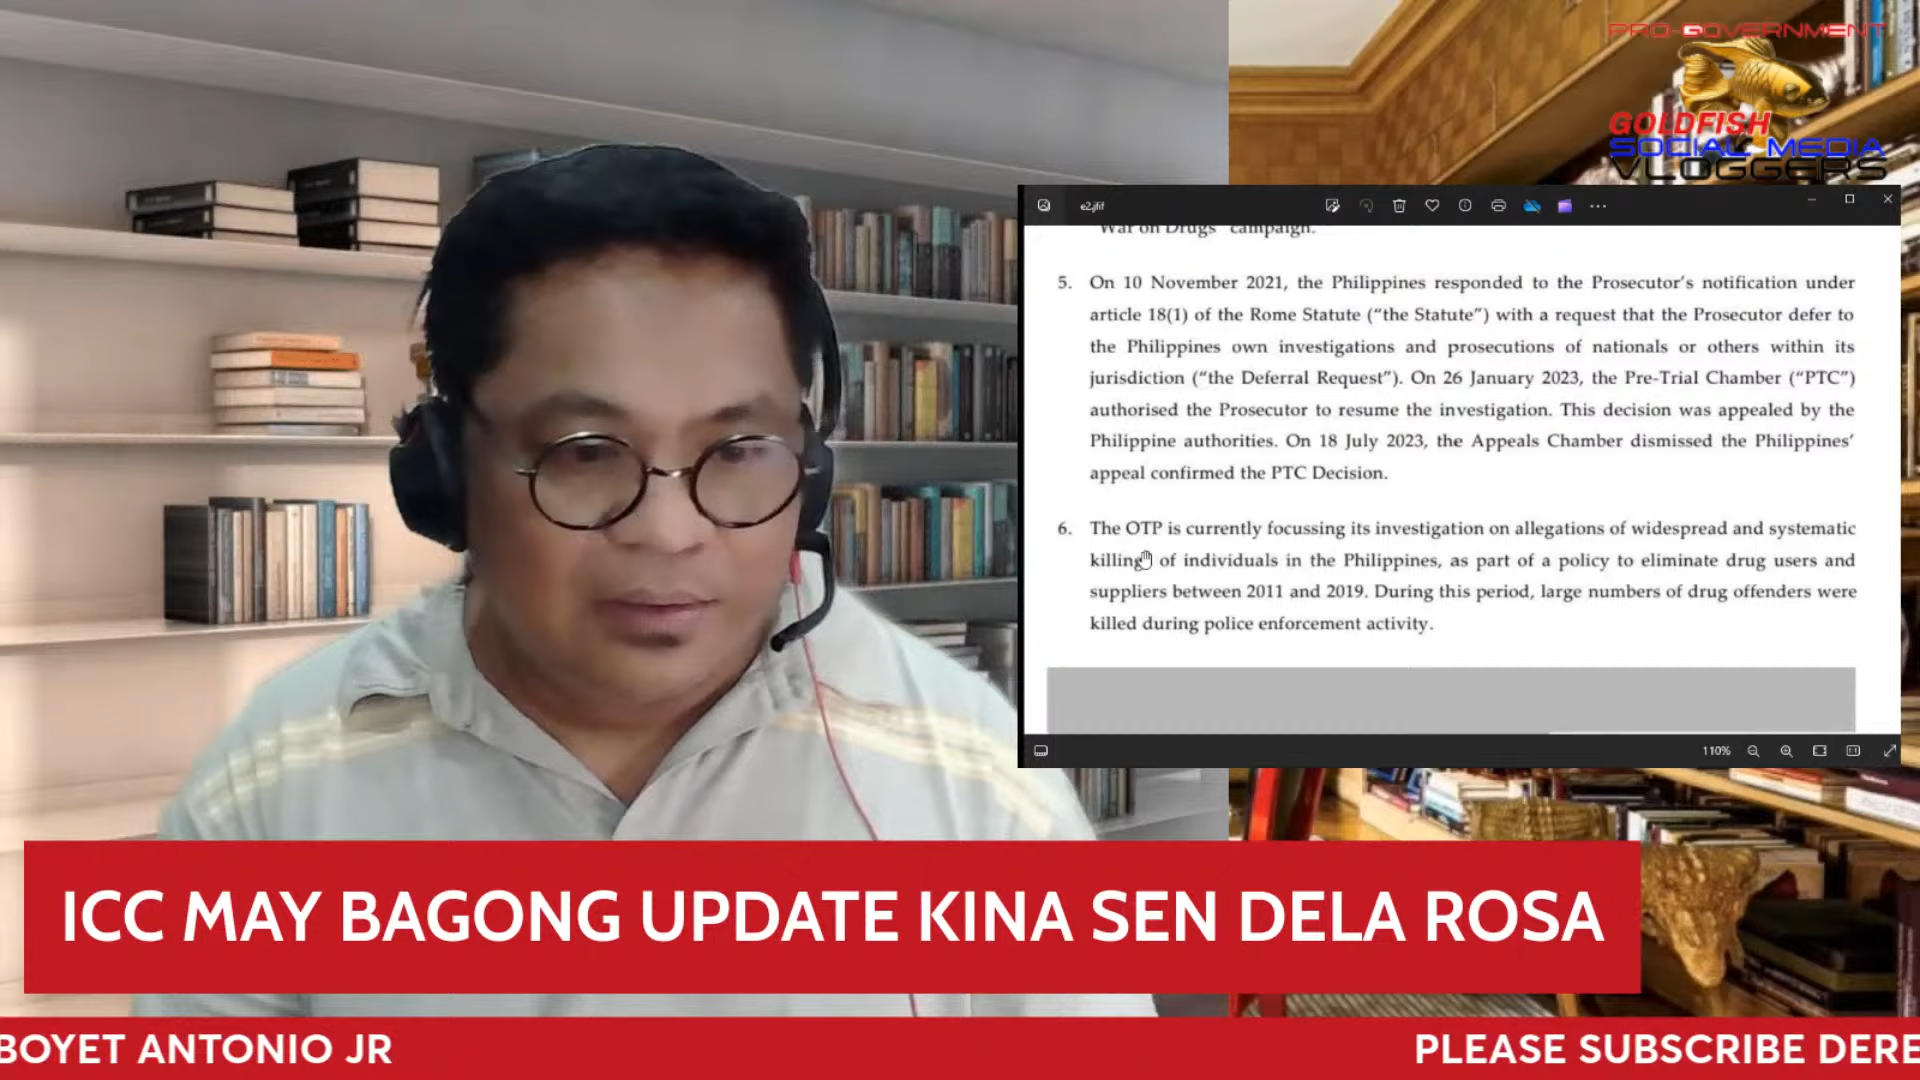 PRO-GOVERNMENT
GOLDFISH
SOCIAL MEDIA
VLOGGERS
e2.jfif
"War on Drugs" campaign.
5. On 10 November 2021, the Philippines responded to the Prosecutor's notification under
article 18(1) of the Rome Statute ("the Statute") with a request that the Prosecutor defer to
the Philippines own investigations and prosecutions of nationals or others within its
jurisdiction ("the Deferral Request"). On 26 January 2023, the Pre-Trial Chamber ("PTC")
authorised the Prosecutor to resume the investigation. This decision was appealed by the
Philippine authorities. On 18 July 2023, the Appeals Chamber dismissed the Philippines'
appeal confirmed the PTC Decision.
6. The OTP is currently focussing its investigation on allegations of widespread and systematic
killing of individuals in the Philippines, as part of a policy to eliminate drug users and
suppliers between 2011 and 2019. During this period, large numbers of drug offenders were
killed during police enforcement activity.
110%
ICC MAY BAGONG UPDATE KINA SEN DELA ROSA
BOYET ANTONIO JR
PLEASE SUBSCRIBE DERE